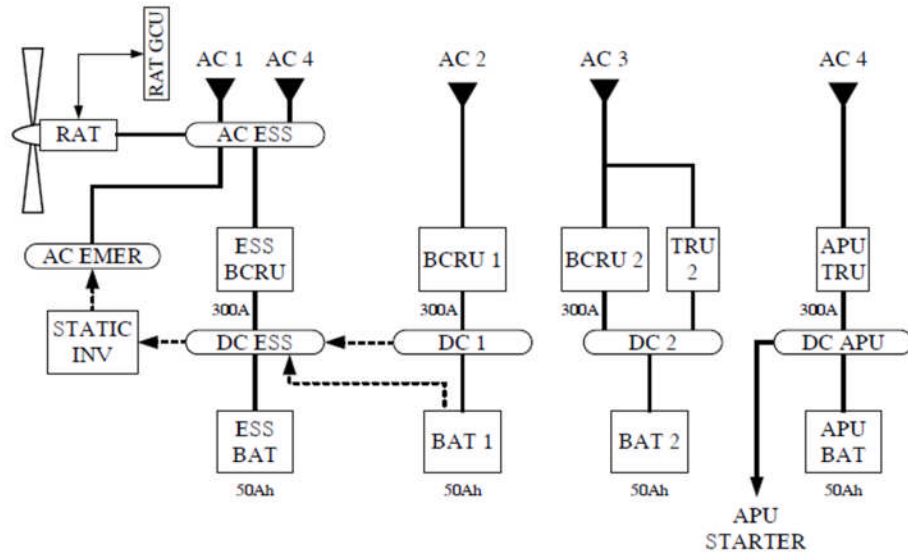 RAT GCU
AC 1
AC 4
AC 2
AC 3
AC 4
RAT
AC ESS
AC EMER
ESS
BCRU
BCRU 1
BCRU 2
TRU
2
APU
TRU
300A
300A
300A
300A
STATIC
INV
DC ESS
DC 1
DC 2
DC APU
ESS
BAT
BAT 1
BAT 2
APU
BAT
50Ah
50Ah
50Ah
50Ah
APU
STARTER